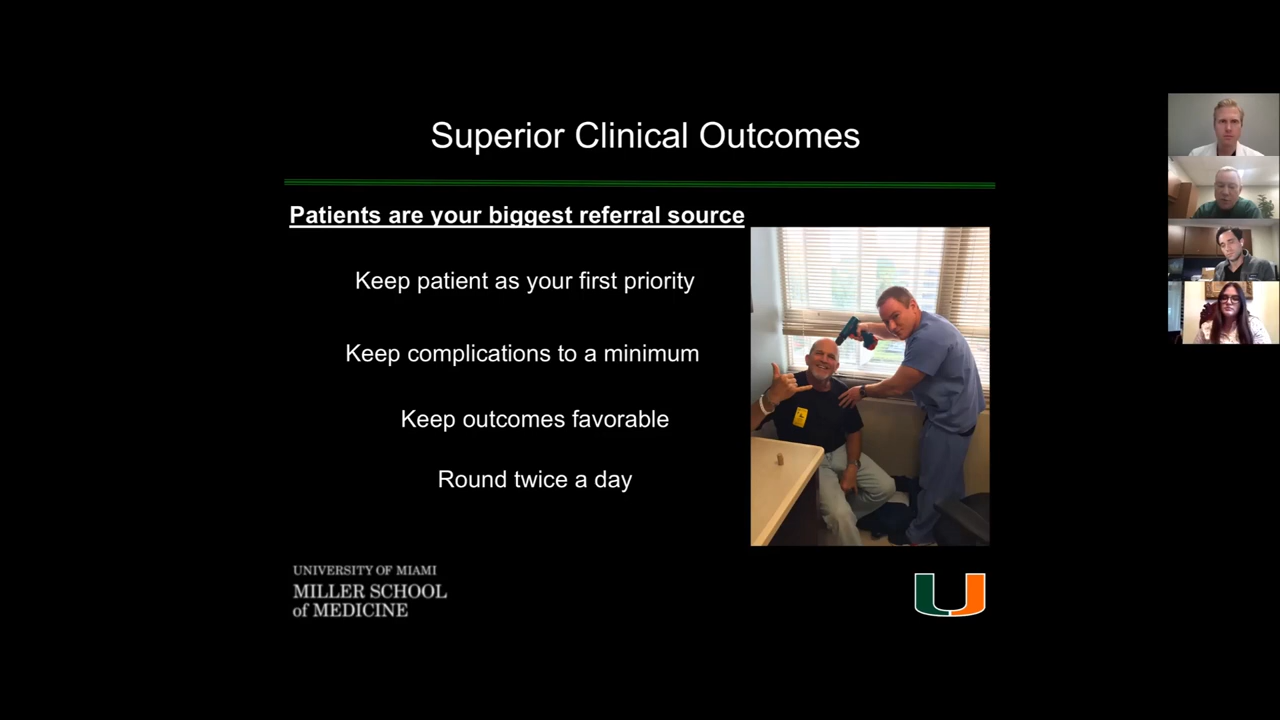 Superior Clinical Outcomes
Patients are your biggest referral source
Keep patient as your first priority
Keep complications to a minimum
Keep outcomes favorable
Round twice a day
UNIVERSITY OF MIAMI
MILLER SCHOOL
of MEDICINE